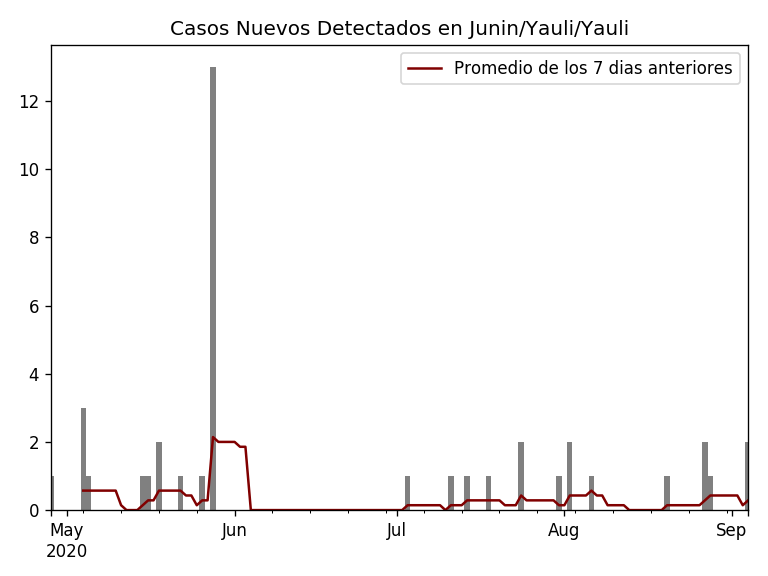 Casos Nuevos Detectados en Junin/Yauli/Yauli
Promedio de los 7 dias anteriores
12
10
8
6
4
2
0
May Jun Jul Aug Sep
2020